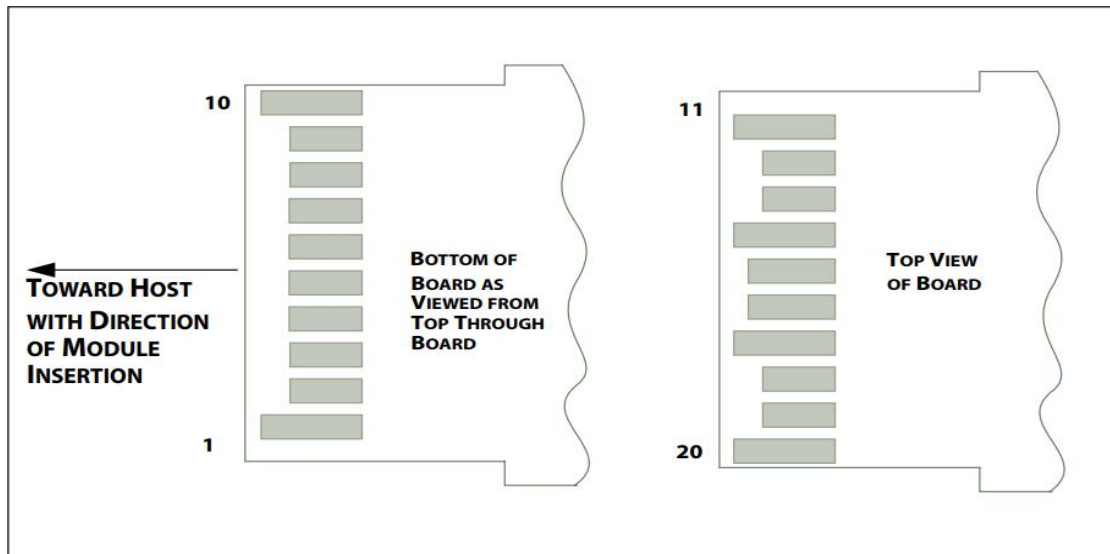 10
1
TOWARD HOST
WITH DIRECTION
OF MODULE
INSERTION
BOTTOM OF
BOARD AS
VIEWED FROM
TOP THROUGH
BOARD
11
20
TOP VIEW
OF BOARD